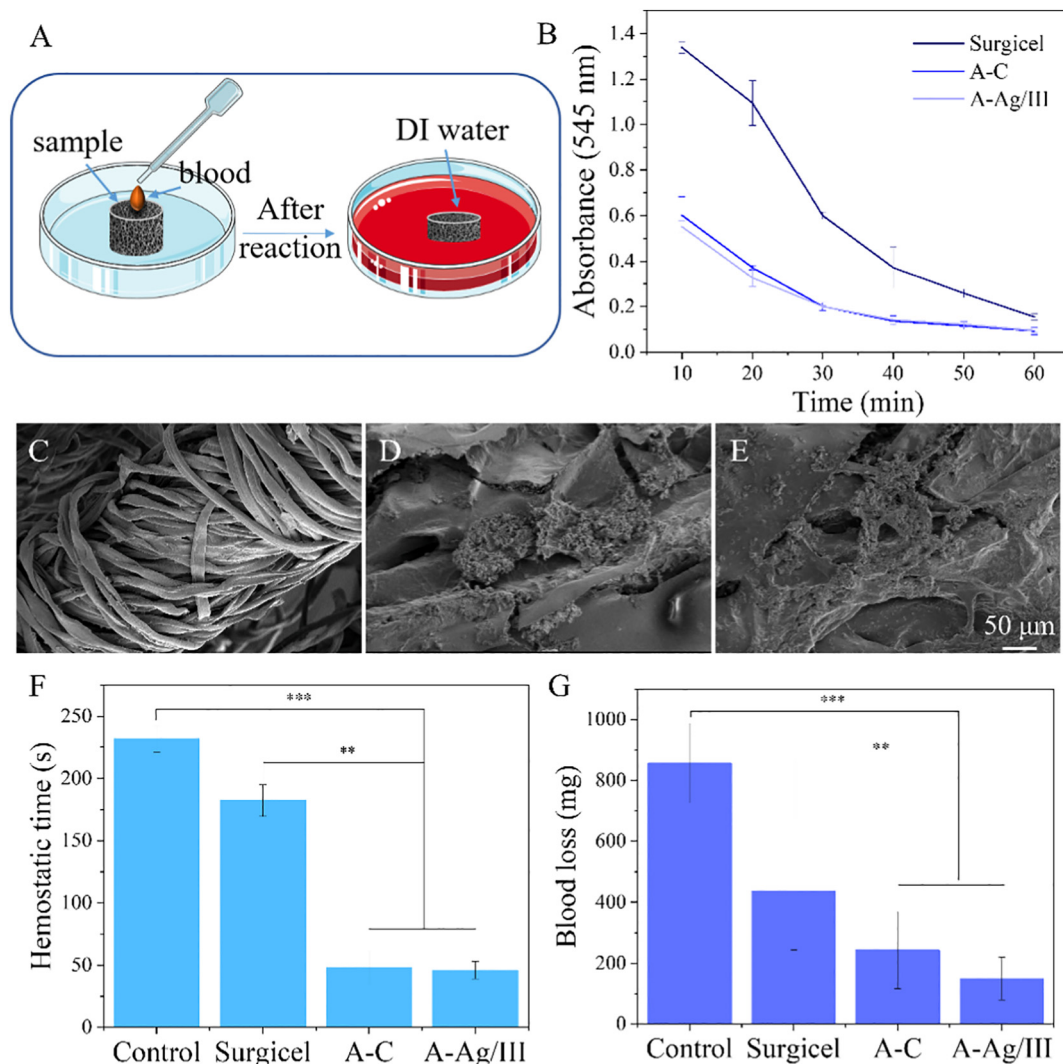 A
sample
blood
After
reaction
DI water
B
Absorbance (545 nm)
1.4
1.2
1.0
0.8
0.6
0.4
0.2
0.0
Surgicel
A-C
A-Ag/III
10
20
30
40
50
60
Time (min)
C
D
E
50 μm
F
Hemostatic time (s)
250
200
150
100
50
0
***
**
Control
Surgicel
A-C
A-Ag/III
G
Blood loss (mg)
1000
800
600
400
200
0
***
**
Control
Surgicel
A-C
A-Ag/III